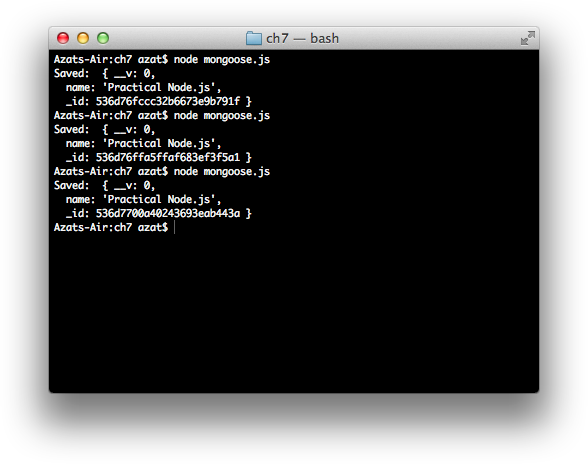 ch7 — bash
Azats-Air:ch7 azat$ node mongoose.js
Saved:  { __v: 0,
  name: 'Practical Node.js',
  _id: 536d76fccc32b6673e9b791f }
Azats-Air:ch7 azat$ node mongoose.js
Saved:  { __v: 0,
  name: 'Practical Node.js',
  _id: 536d76ffa5ffaf683ef3f5a1 }
Azats-Air:ch7 azat$ node mongoose.js
Saved:  { __v: 0,
  name: 'Practical Node.js',
  _id: 536d7700a40243693eab443a }
Azats-Air:ch7 azat$